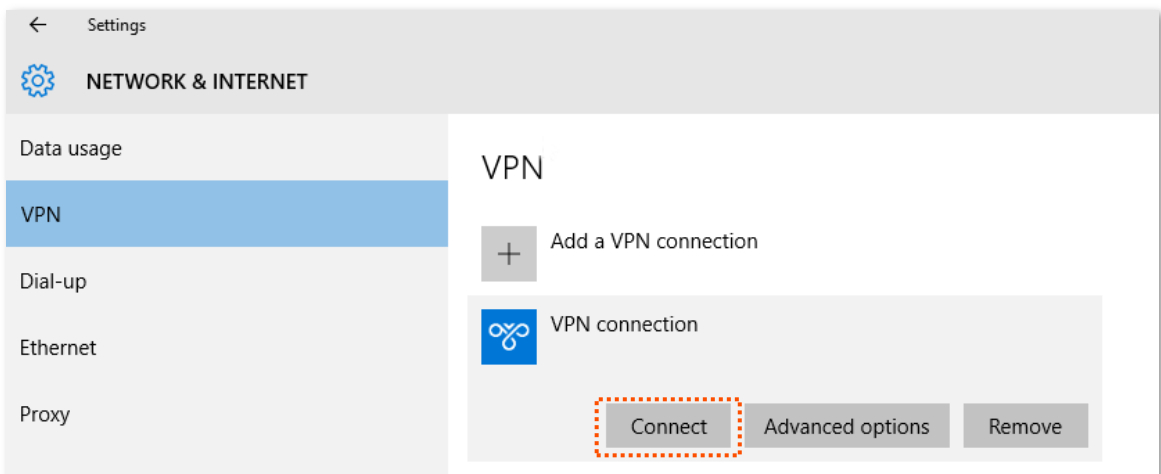 Settings
NETWORK & INTERNET
Data usage
VPN
Dial-up
Ethernet
Proxy
VPN
Add a VPN connection
VPN connection
Connect
Advanced options
Remove